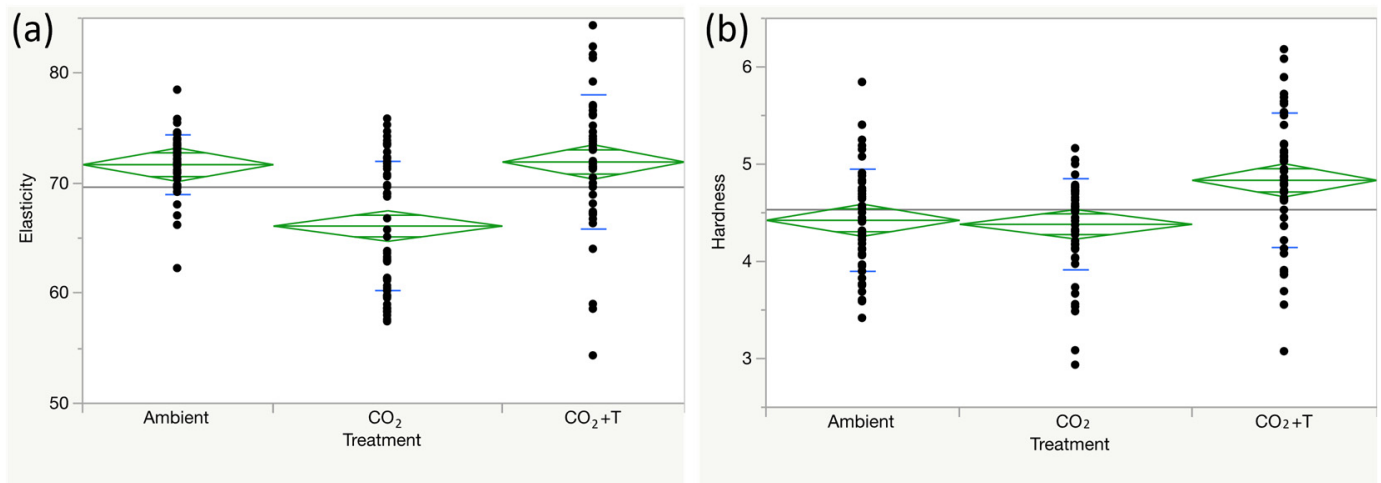 (a)
80
70
60
50
Elasticity
Ambient
CO₂
CO₂+T
Treatment
(b)
6
5
4
3
Hardness
Ambient
CO₂
CO₂+T
Treatment